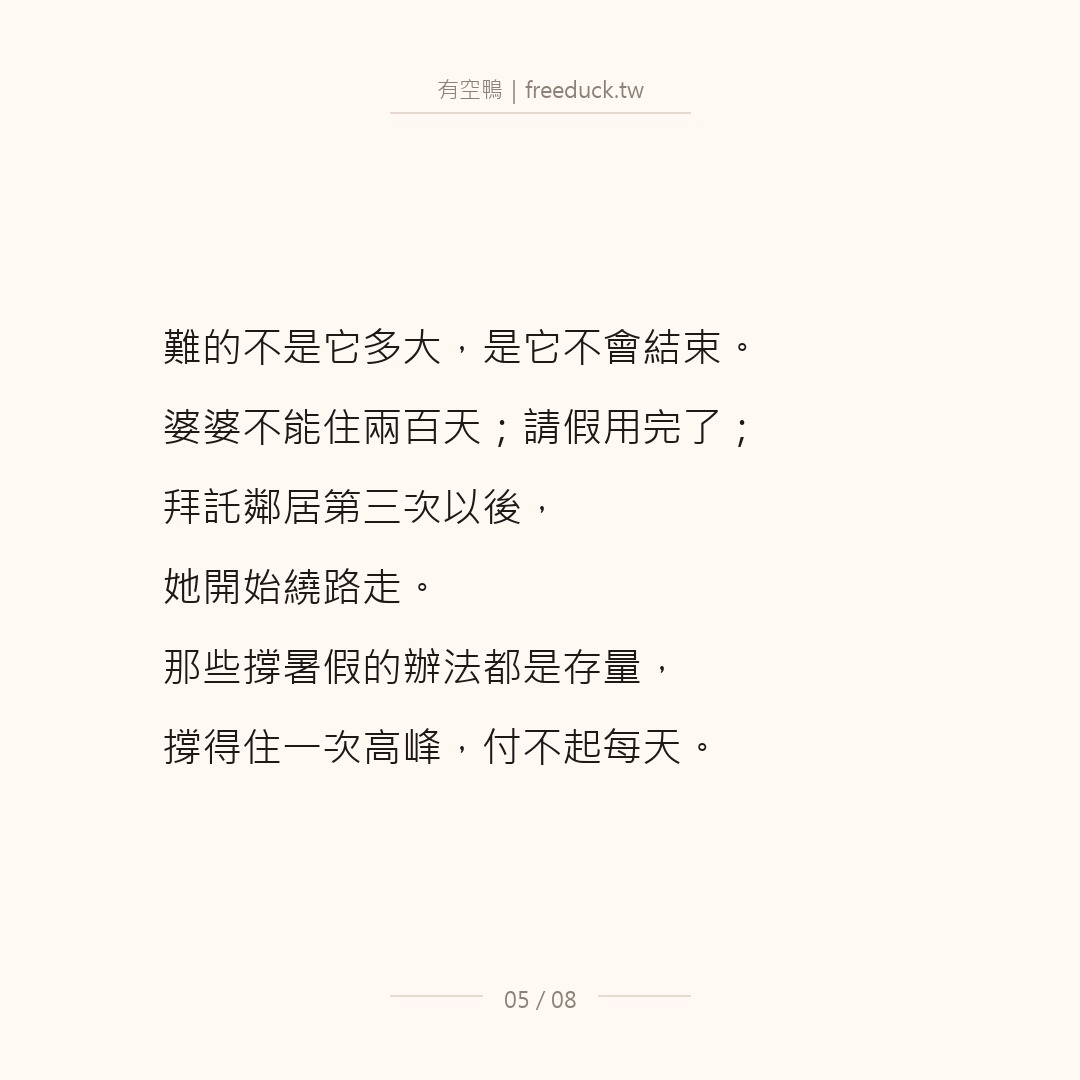 有空鴨 | freeduck.tw
難的不是它多大，是它不會結束。
婆婆不能住兩百天；請假用完了；
拜託鄰居第三次以後，
她開始繞路走。
那些撐暑假的辦法都是存量，
撐得住一次高峰，付不起每天。
05 / 08